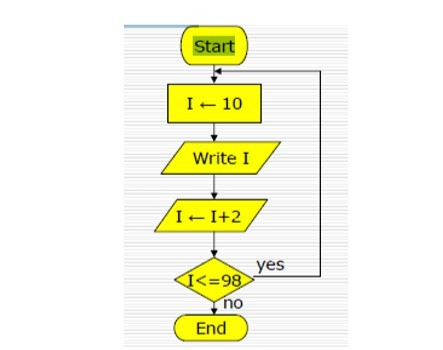 Start
I ← 10
Write I
I ← I+2
I<=98
yes
no
End